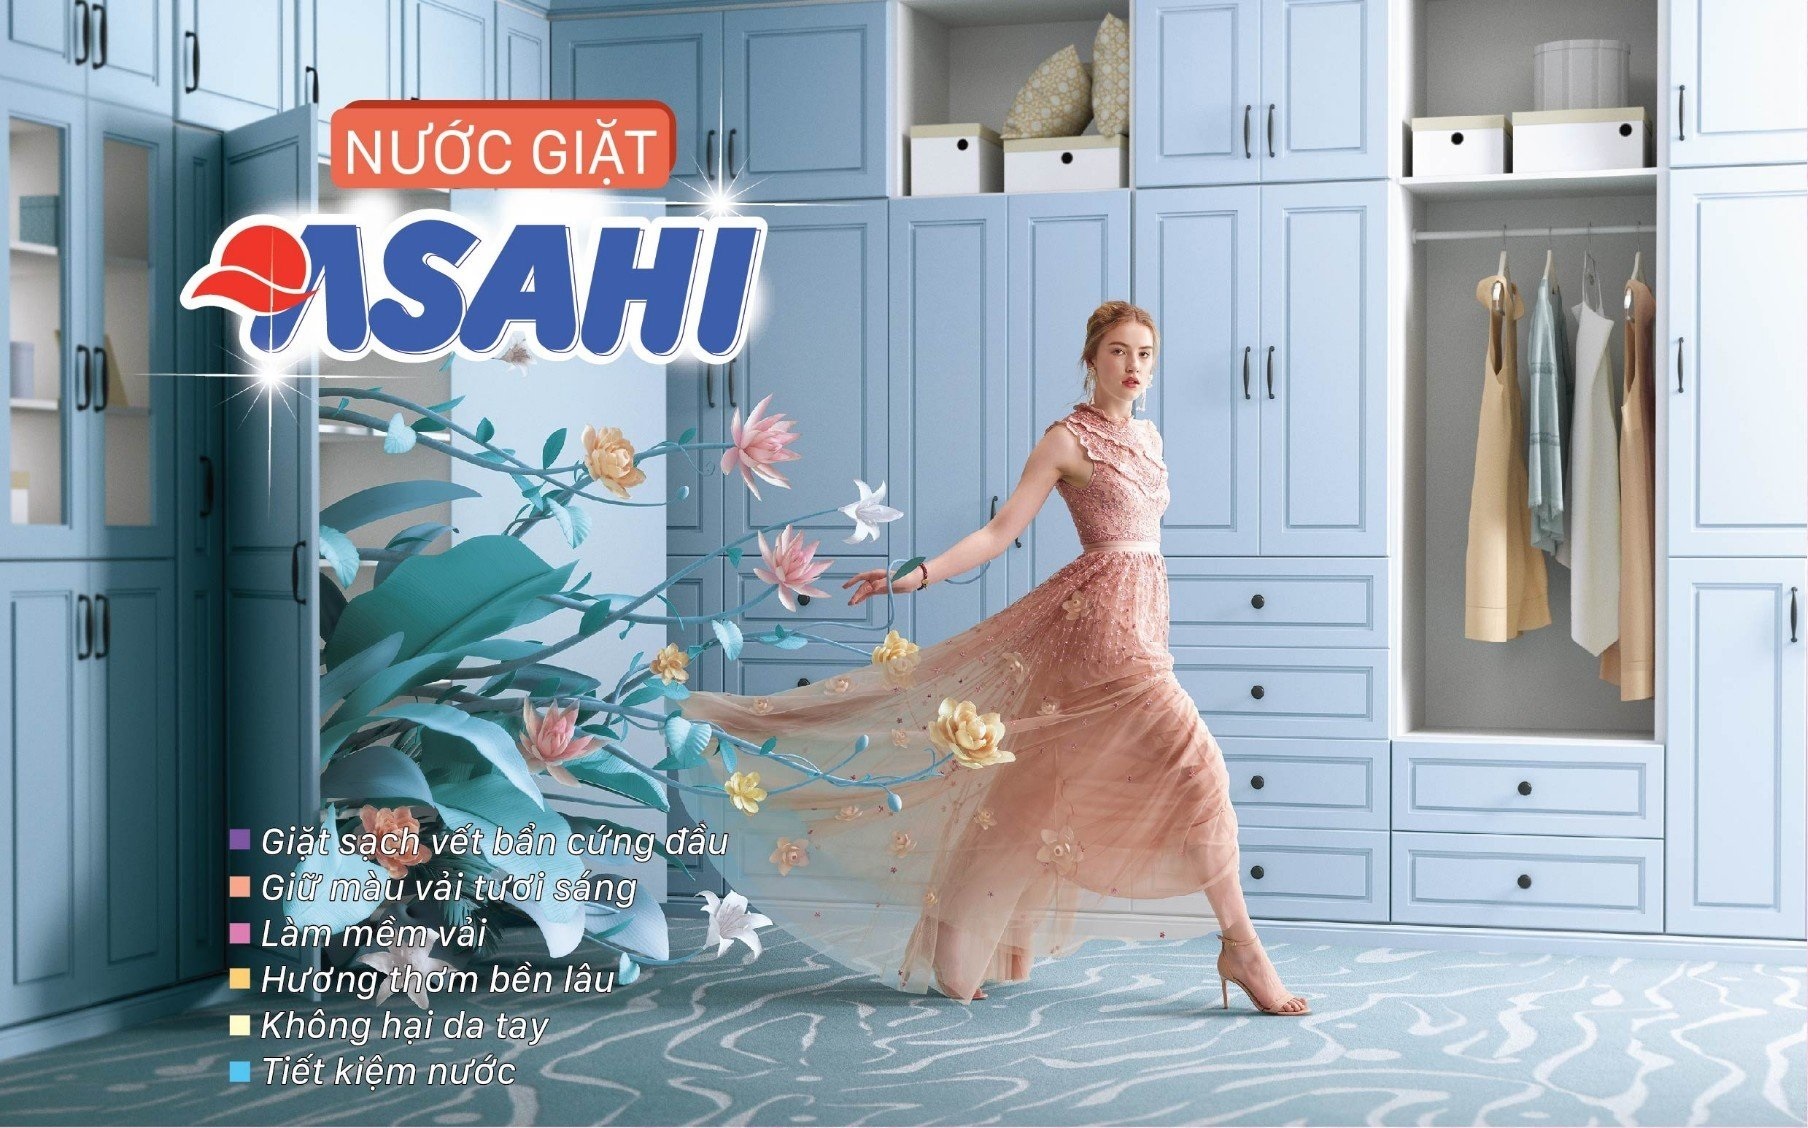 NƯỚC GIẶT
ASAHI
Giặt sạch vết bẩn cứng đầu
Giữ màu vải tươi sáng
Làm mềm vải
Hương thơm bền lâu
Không hại da tay
Tiết kiệm nước